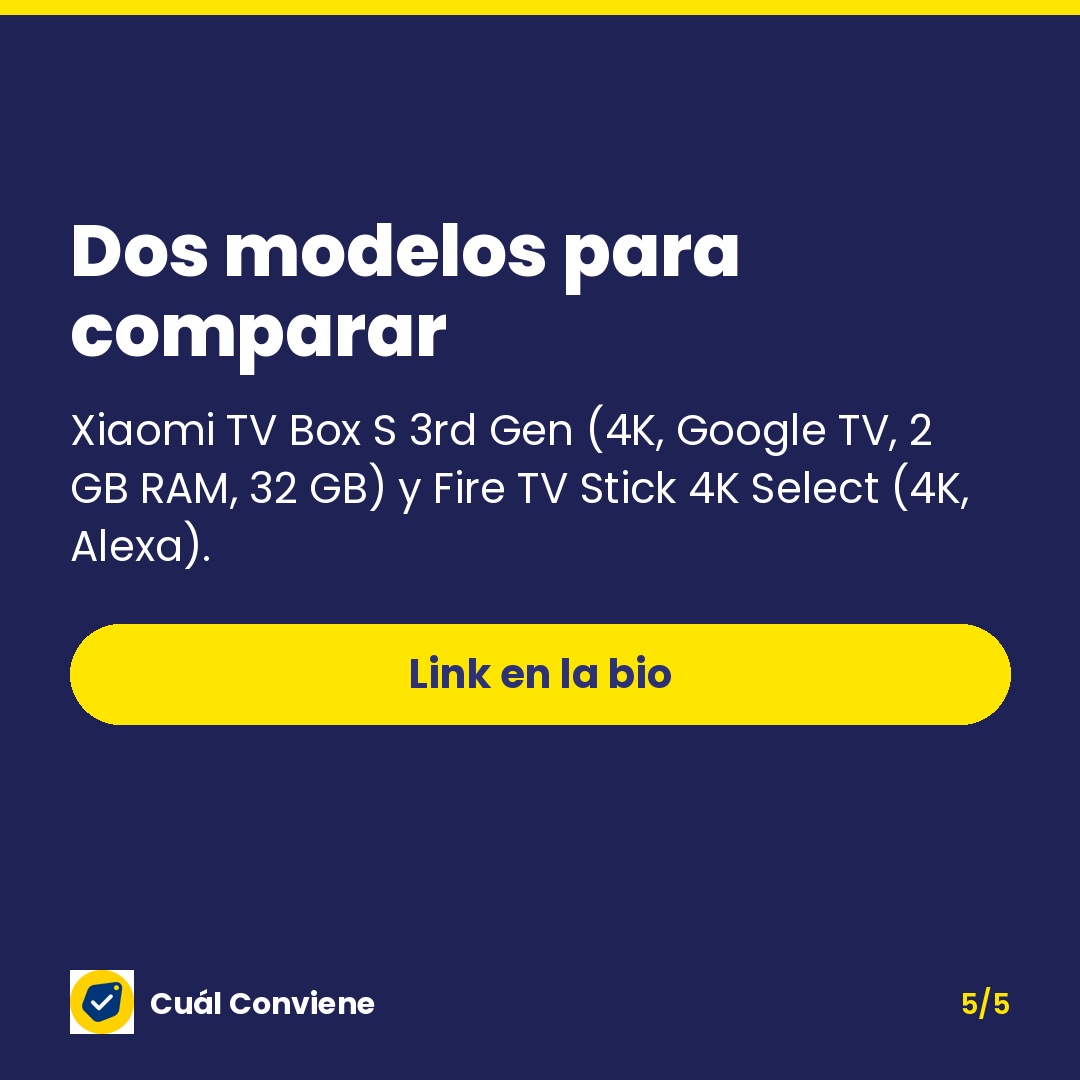 Dos modelos para
comparar
Xiaomi TV Box S 3rd Gen (4K, Google TV, 2
GB RAM, 32 GB) y Fire TV Stick 4K Select (4K,
Alexa).
Link en la bio
Cuál Conviene
5/5